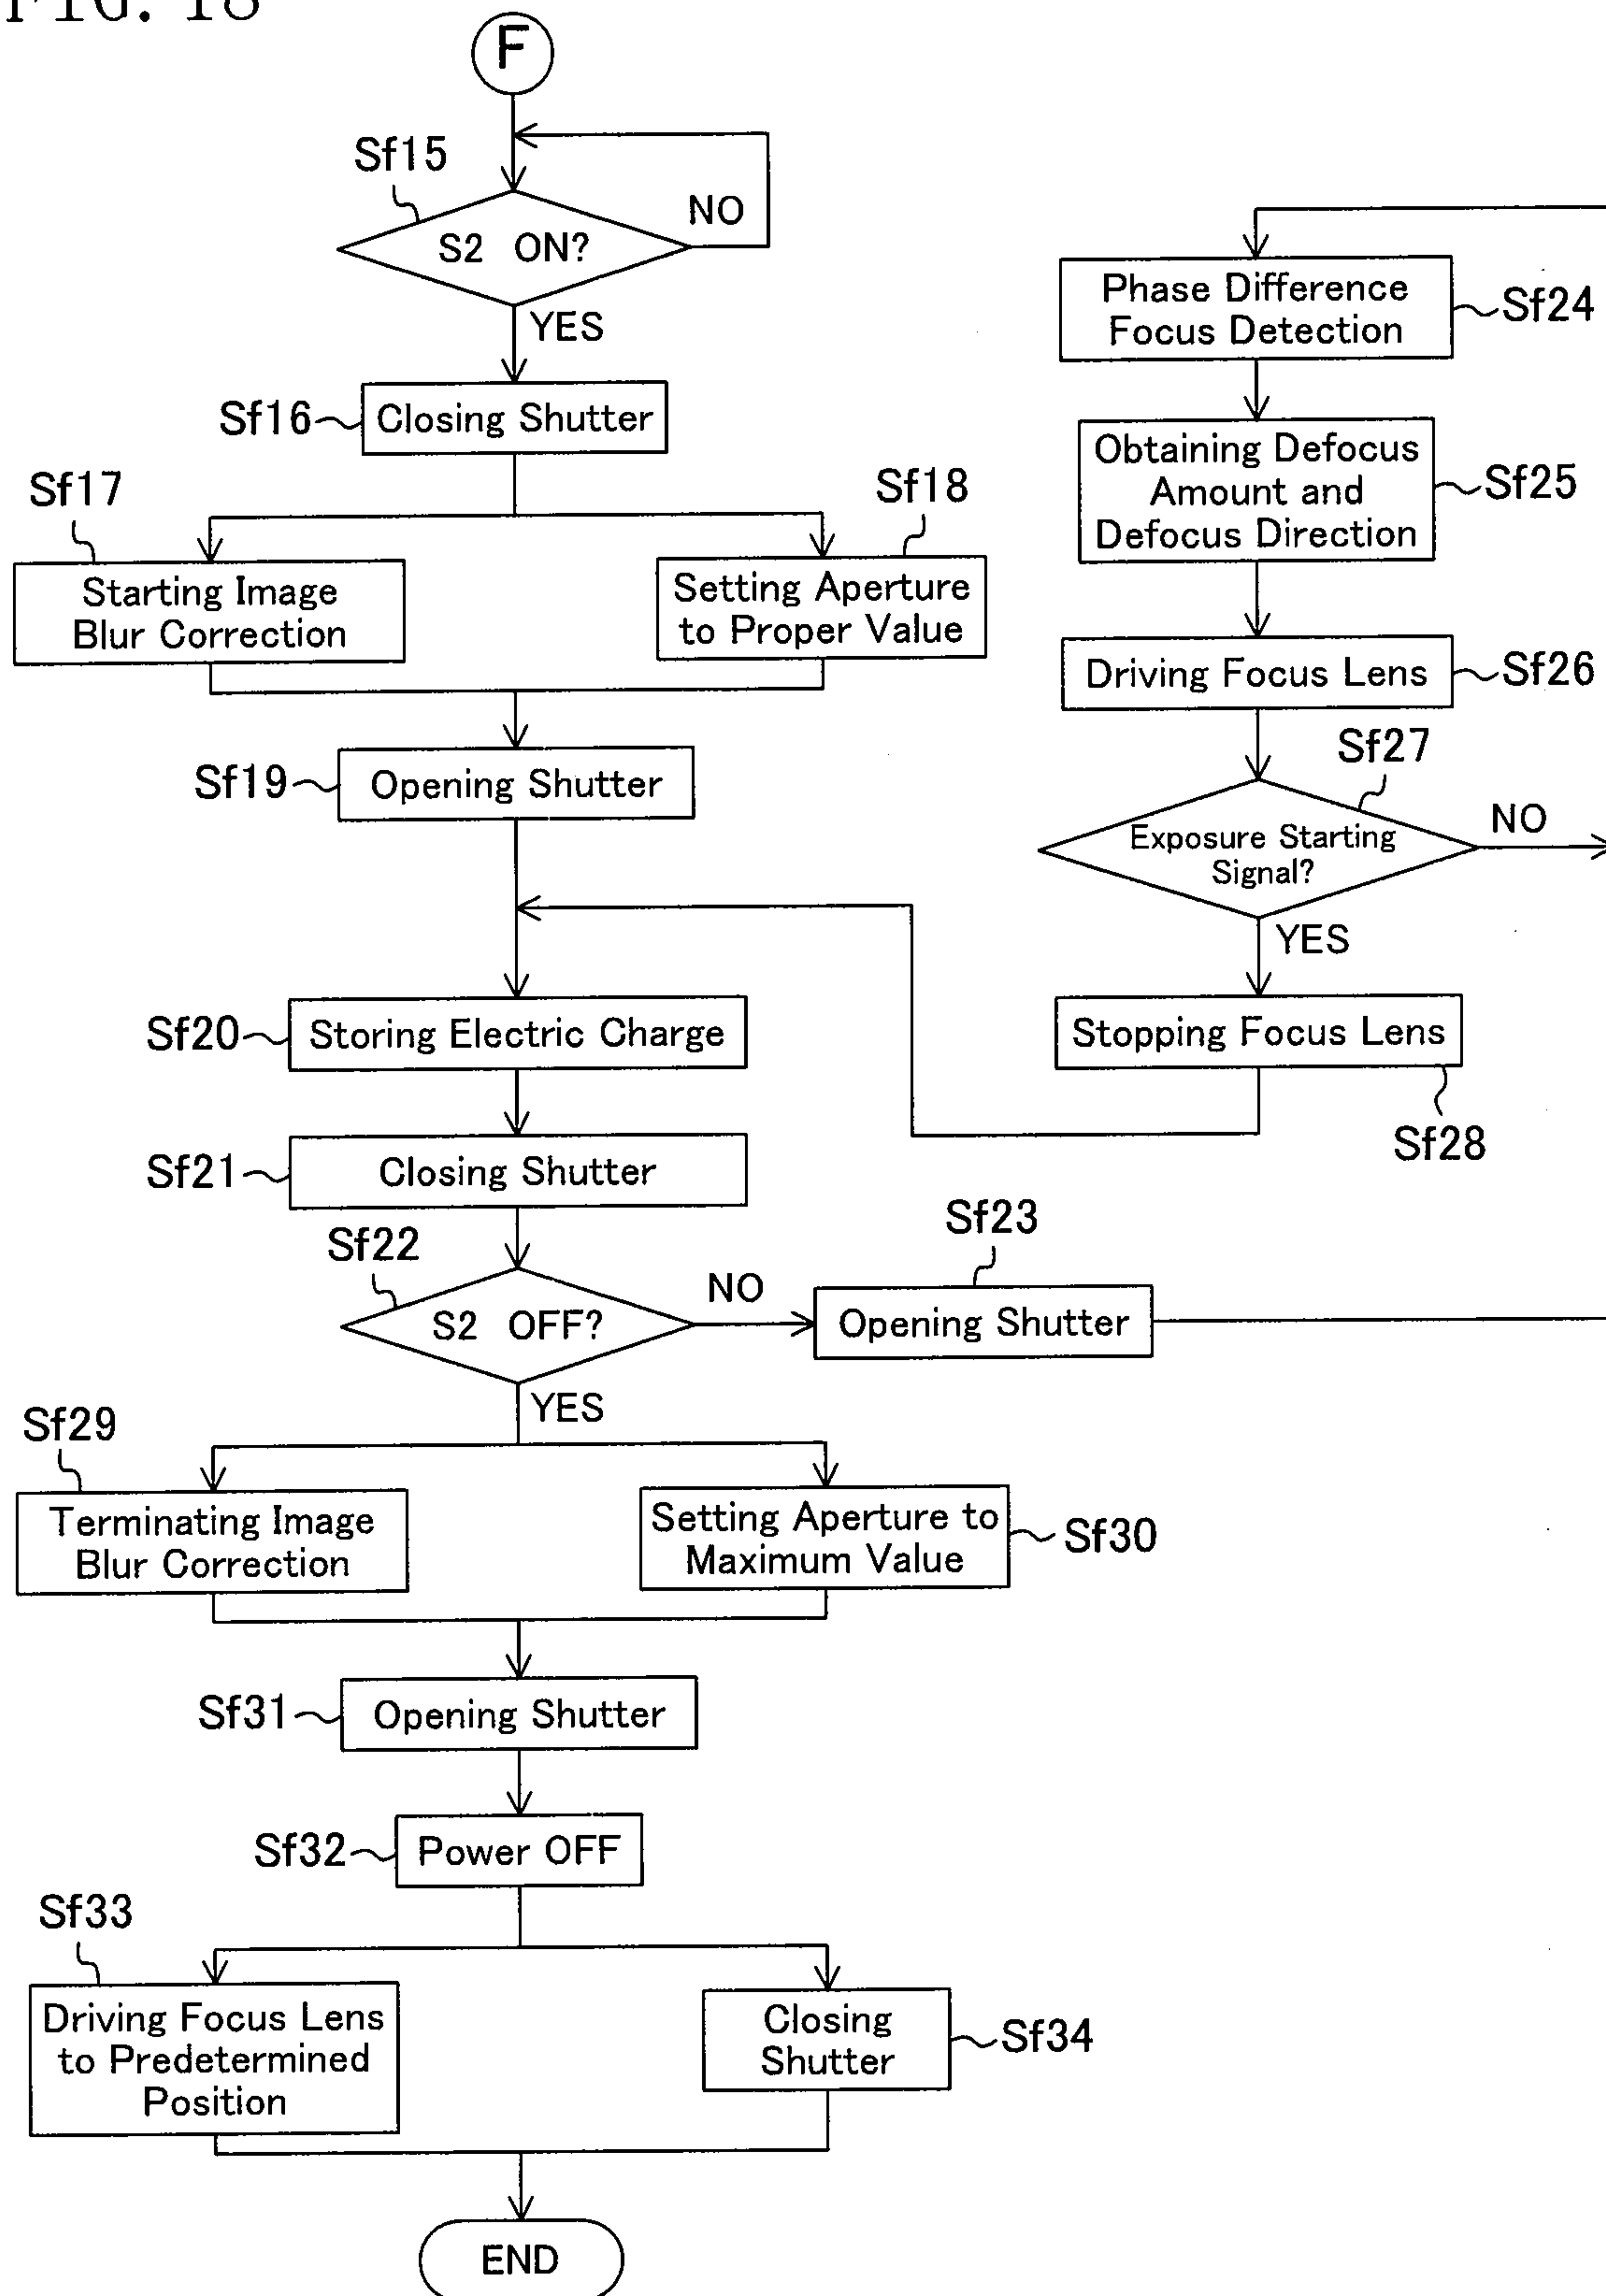 FIG. 18
F
Sf15
S2 ON?
NO
YES
Sf16
Closing Shutter
Sf17
Starting Image
Blur Correction
Sf18
Setting Aperture
to Proper Value
Sf19
Opening Shutter
Sf20
Storing Electric Charge
Sf21
Closing Shutter
Sf22
S2 OFF?
NO
YES
Sf23
Opening Shutter
Phase Difference
Focus Detection
Sf24
Obtaining Defocus
Amount and
Defocus Direction
Sf25
Driving Focus Lens
Sf26
Sf27
Exposure Starting
Signal?
NO
YES
Stopping Focus Lens
Sf28
Sf29
Terminating Image
Blur Correction
Setting Aperture to
Maximum Value
Sf30
Sf31
Opening Shutter
Sf32
Power OFF
Sf33
Driving Focus Lens
to Predetermined
Position
Closing
Shutter
Sf34
END